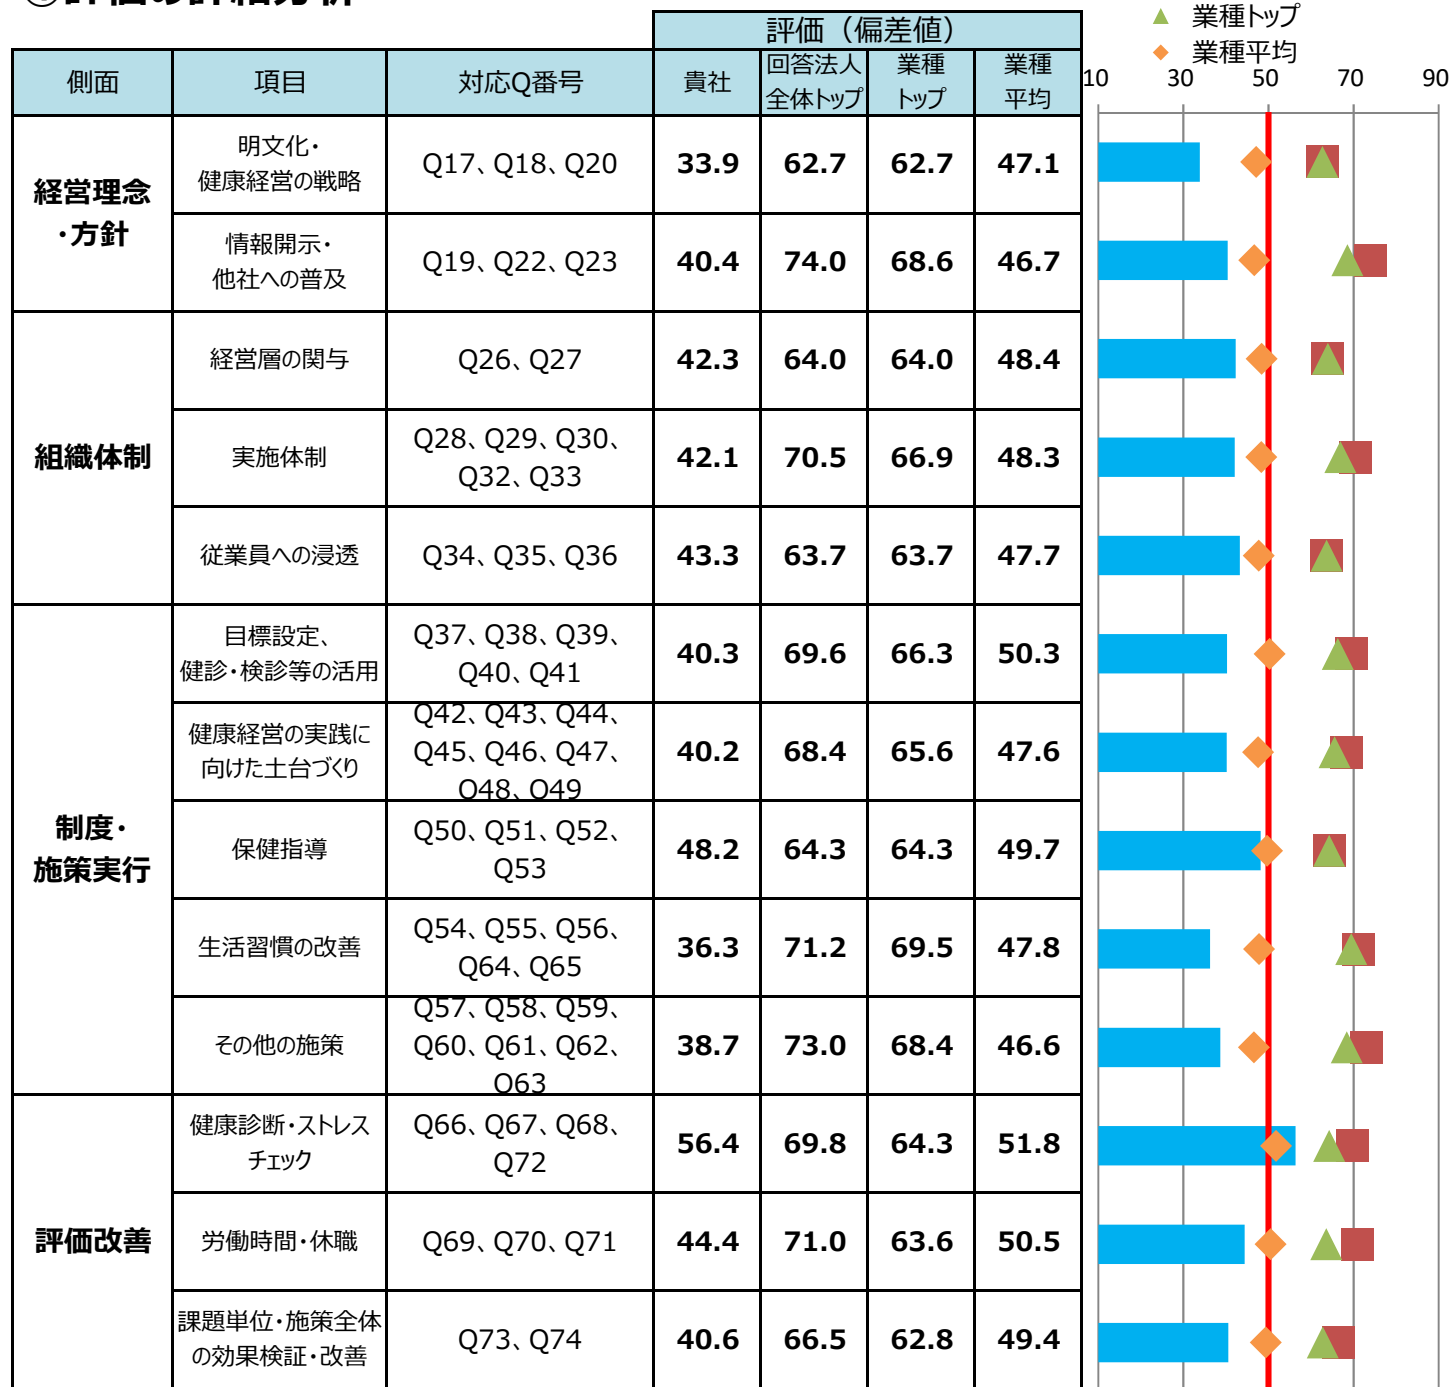 ①評価の詳細分析
▲ 業種トップ
◆ 業種平均
評価（偏差値）
側面 項目 対応Q番号 貴社 回答法人 業種 業種
全体トップ トップ 平均
10 30 50 70 90
経営理念
・方針
明文化・
健康経営の戦略
Q17、Q18、Q20 33.9 62.7 62.7 47.1
情報開示・
他社への普及
Q19、Q22、Q23 40.4 74.0 68.6 46.7
組織体制
経営層の関与 Q26、Q27 42.3 64.0 64.0 48.4
実施体制
Q28、Q29、Q30、
Q32、Q33
42.1 70.5 66.9 48.3
従業員への浸透 Q34、Q35、Q36 43.3 63.7 63.7 47.7
制度・
施策実行
目標設定、
健診・検診等の活用
Q37、Q38、Q39、
Q40、Q41
40.3 69.6 66.3 50.3
健康経営の実践に
向けた土台づくり
Q42、Q43、Q44、
Q45、Q46、Q47、
Q48、Q49
40.2 68.4 65.6 47.6
保健指導
Q50、Q51、Q52、
Q53
48.2 64.3 64.3 49.7
生活習慣の改善
Q54、Q55、Q56、
Q64、Q65
36.3 71.2 69.5 47.8
その他の施策
Q57、Q58、Q59、
Q60、Q61、Q62、
Q63
38.7 73.0 68.4 46.6
評価改善
健康診断・ストレス
チェック
Q66、Q67、Q68、
Q72
56.4 69.8 64.3 51.8
労働時間・休職 Q69、Q70、Q71 44.4 71.0 63.6 50.5
課題単位・施策全体
の効果検証・改善
Q73、Q74 40.6 66.5 62.8 49.4